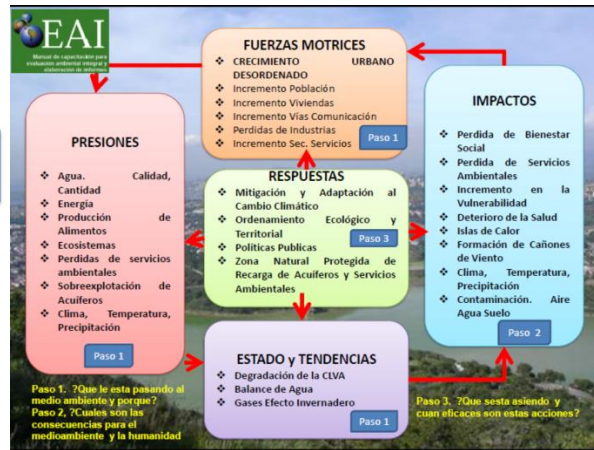 EAI
Manual de capacitación para
evaluación ambiental integral y
elaboración de informes
FUERZAS MOTRICES
❖ CRECIMIENTO URBANO
DESORDENADO
❖ Incremento Población
❖ Incremento Viviendas
❖ Incremento Vías Comunicación
❖ Perdidas de Industrias
❖ Incremento Sec. Servicios
Paso 1
PRESIONES
❖ Agua. Calidad,
Cantidad
❖ Energía
❖ Producción de
Alimentos
❖ Ecosistemas
❖ Perdidas de servicios
ambientales
❖ Sobreexplotación de
Acuíferos
❖ Clima, Temperatura,
Precipitación
Paso 1
RESPUESTAS
❖ Mitigación y Adaptación al
Cambio Climático
❖ Ordenamiento Ecológico y
Territorial
❖ Políticas Publicas
❖ Zona Natural Protegida de
Recarga de Acuíferos y Servicios
Ambientales
Paso 3
IMPACTOS
❖ Perdida de Bienestar
Social
❖ Perdida de Servicios
Ambientales
❖ Incremento en la
Vulnerabilidad
❖ Deterioro de la Salud
❖ Islas de Calor
❖ Formación de Cañones
de Viento
❖ Clima, Temperatura,
Precipitación
❖ Contaminación. Aire
Agua Suelo
Paso 2
ESTADO y TENDENCIAS
❖ Degradación de la CLVA
❖ Balance de Agua
❖ Gases Efecto Invernadero
Paso 1
Paso 1. ?Que le esta pasando al
medio ambiente y porque?
Paso 2, ?Cuales son las
consecuencias para el
medioambiente y la humanidad
Paso 3. ?Que sesta asiendo y
cuan eficaces son estas acciones?